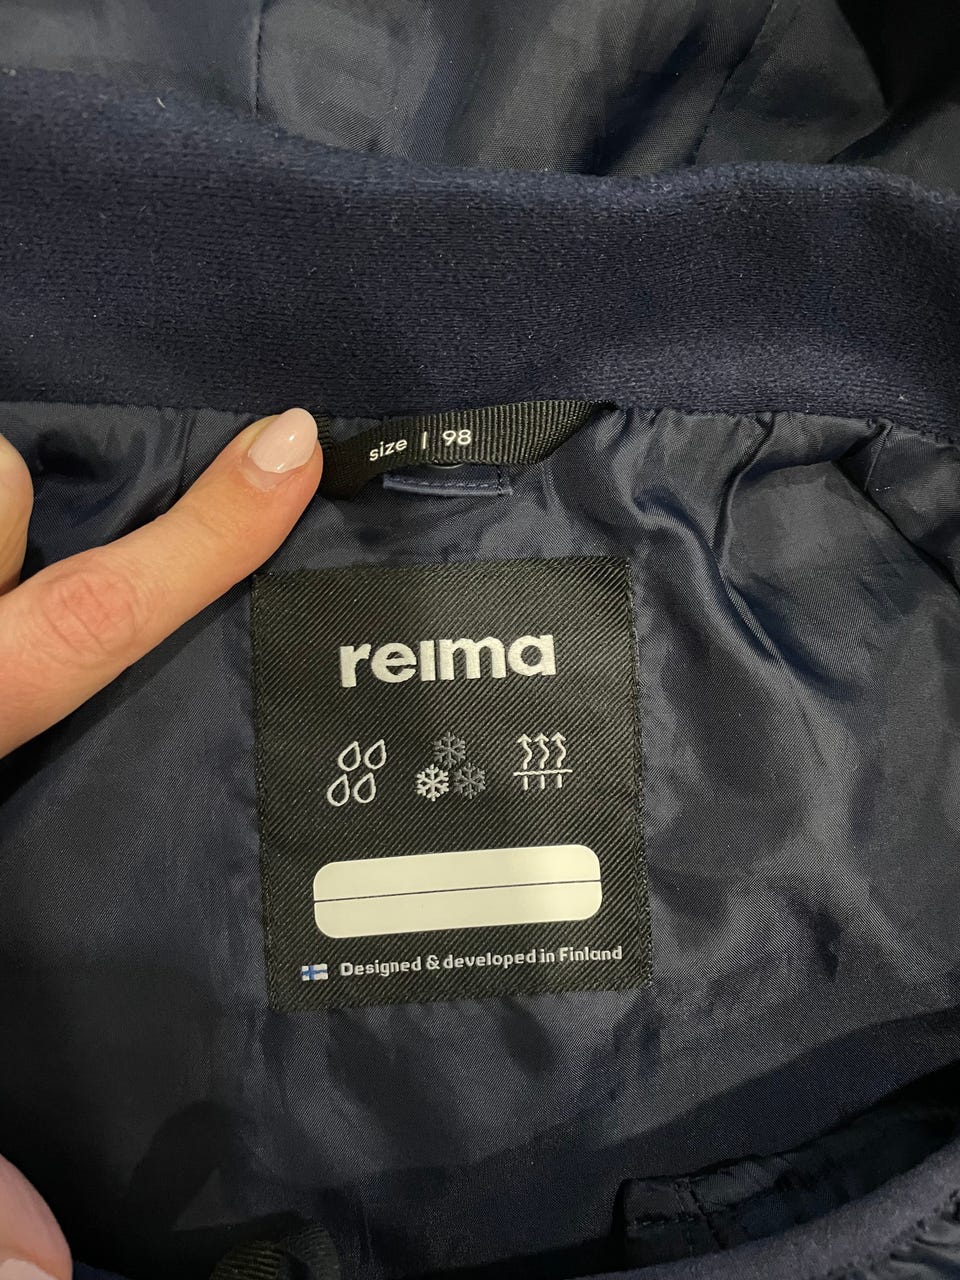 size | 98
reima
Designed & developed in Finland